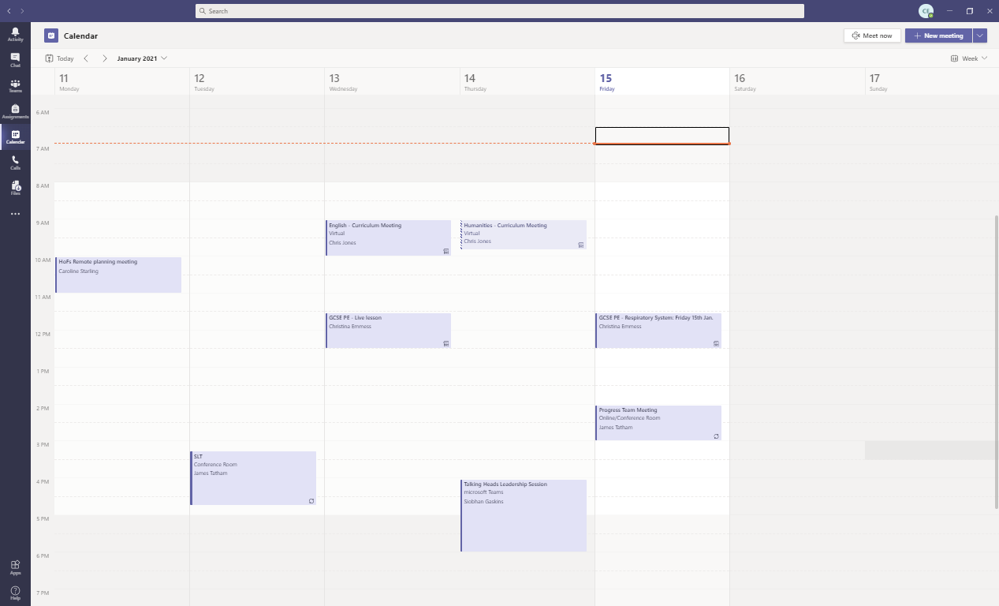 Search
CE
Activity
Chat
Teams
Assignments
Calendar
Calls
Files
Apps
Help
Calendar
Meet now
New meeting
Today
January 2021
Week
11
Monday
12
Tuesday
13
Wednesday
14
Thursday
15
Friday
16
Saturday
17
Sunday
6 AM
7 AM
8 AM
9 AM
10 AM
11 AM
12 PM
1 PM
2 PM
3 PM
4 PM
5 PM
6 PM
7 PM
HoFs Remote planning meeting
Caroline Starling
SLT
Conference Room
James Tatham
English - Curriculum Meeting
Virtual
Chris Jones
GCSE PE - Live lesson
Christina Emmess
Humanities - Curriculum Meeting
Virtual
Chris Jones
Talking Heads Leadership Session
microsoft Teams
Siobhan Gaskins
GCSE PE - Respiratory System: Friday 15th Jan.
Christina Emmess
Progress Team Meeting
Online/Conference Room
James Tatham